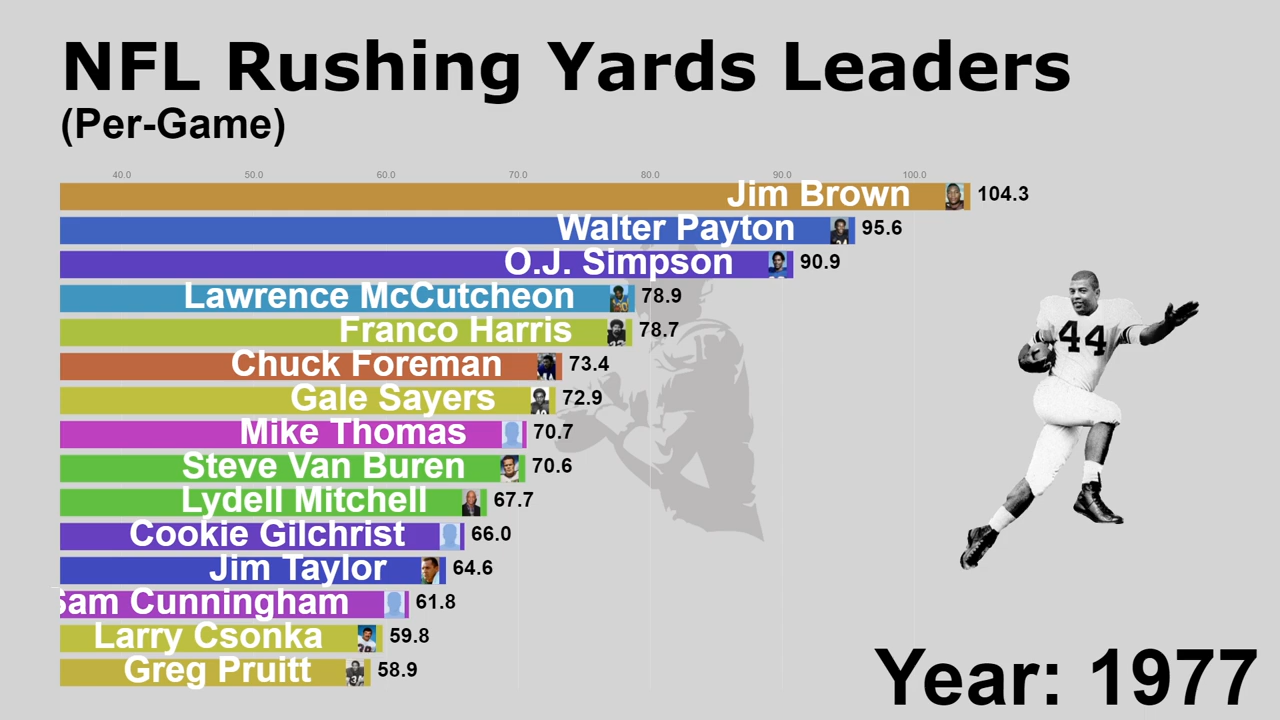 NFL Rushing Yards Leaders
(Per-Game)
40.0 50.0 60.0 70.0 80.0 90.0 100.0
Jim Brown 104.3
Walter Payton 95.6
O.J. Simpson 90.9
Lawrence McCutcheon 78.9
Franco Harris 78.7
Chuck Foreman 73.4
Gale Sayers 72.9
Mike Thomas 70.7
Steve Van Buren 70.6
Lydell Mitchell 67.7
Cookie Gilchrist 66.0
Jim Taylor 64.6
Sam Cunningham 61.8
Larry Csonka 59.8
Greg Pruitt 58.9
44
Year: 1977